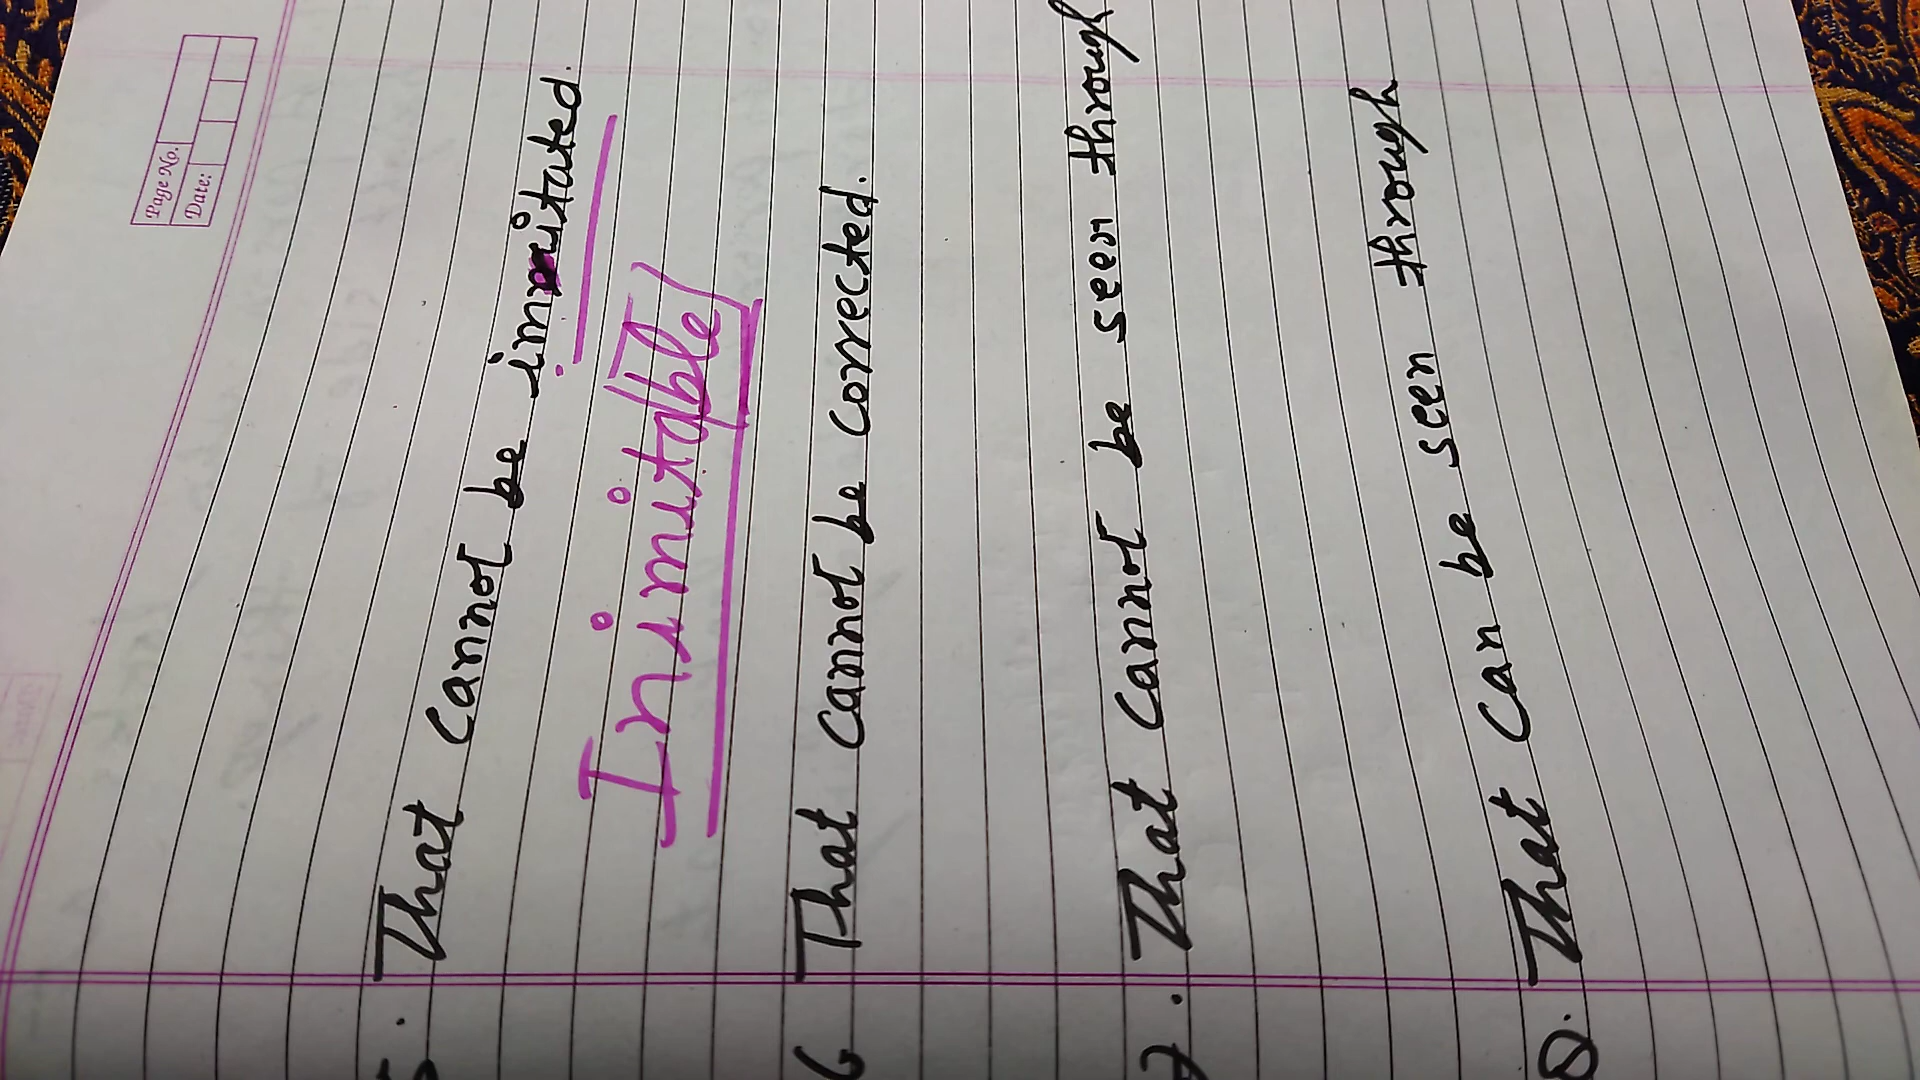 Page No.
Date:
5. That cannot be immitated.
Inimitable
6 That cannot be corrected.
7. That cannot be seen through
8. That can be seen through